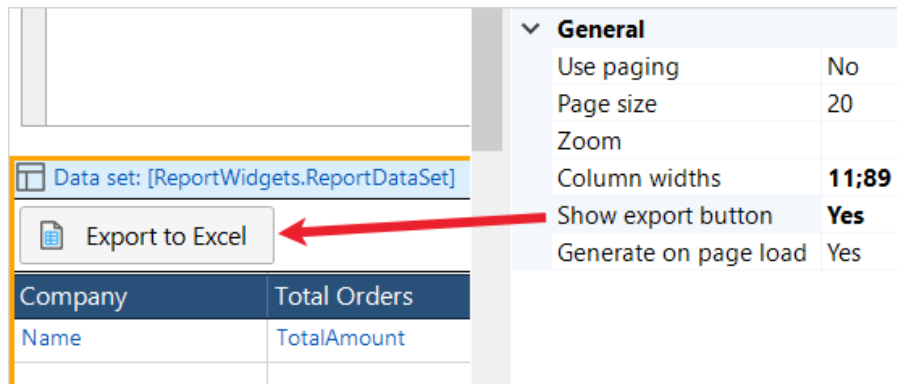 General
Use paging No
Page size 20
Zoom
Column widths 11;89
Show export button Yes
Generate on page load Yes
Data set: [ReportWidgets.ReportDataSet]
Export to Excel
Company Total Orders
Name TotalAmount